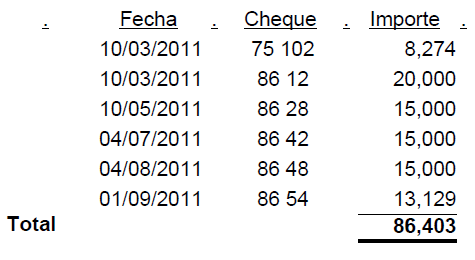 . Fecha . Cheque . Importe .
10/03/2011 75 102 8,274
10/03/2011 86 12 20,000
10/05/2011 86 28 15,000
04/07/2011 86 42 15,000
04/08/2011 86 48 15,000
01/09/2011 86 54 13,129
Total 86,403